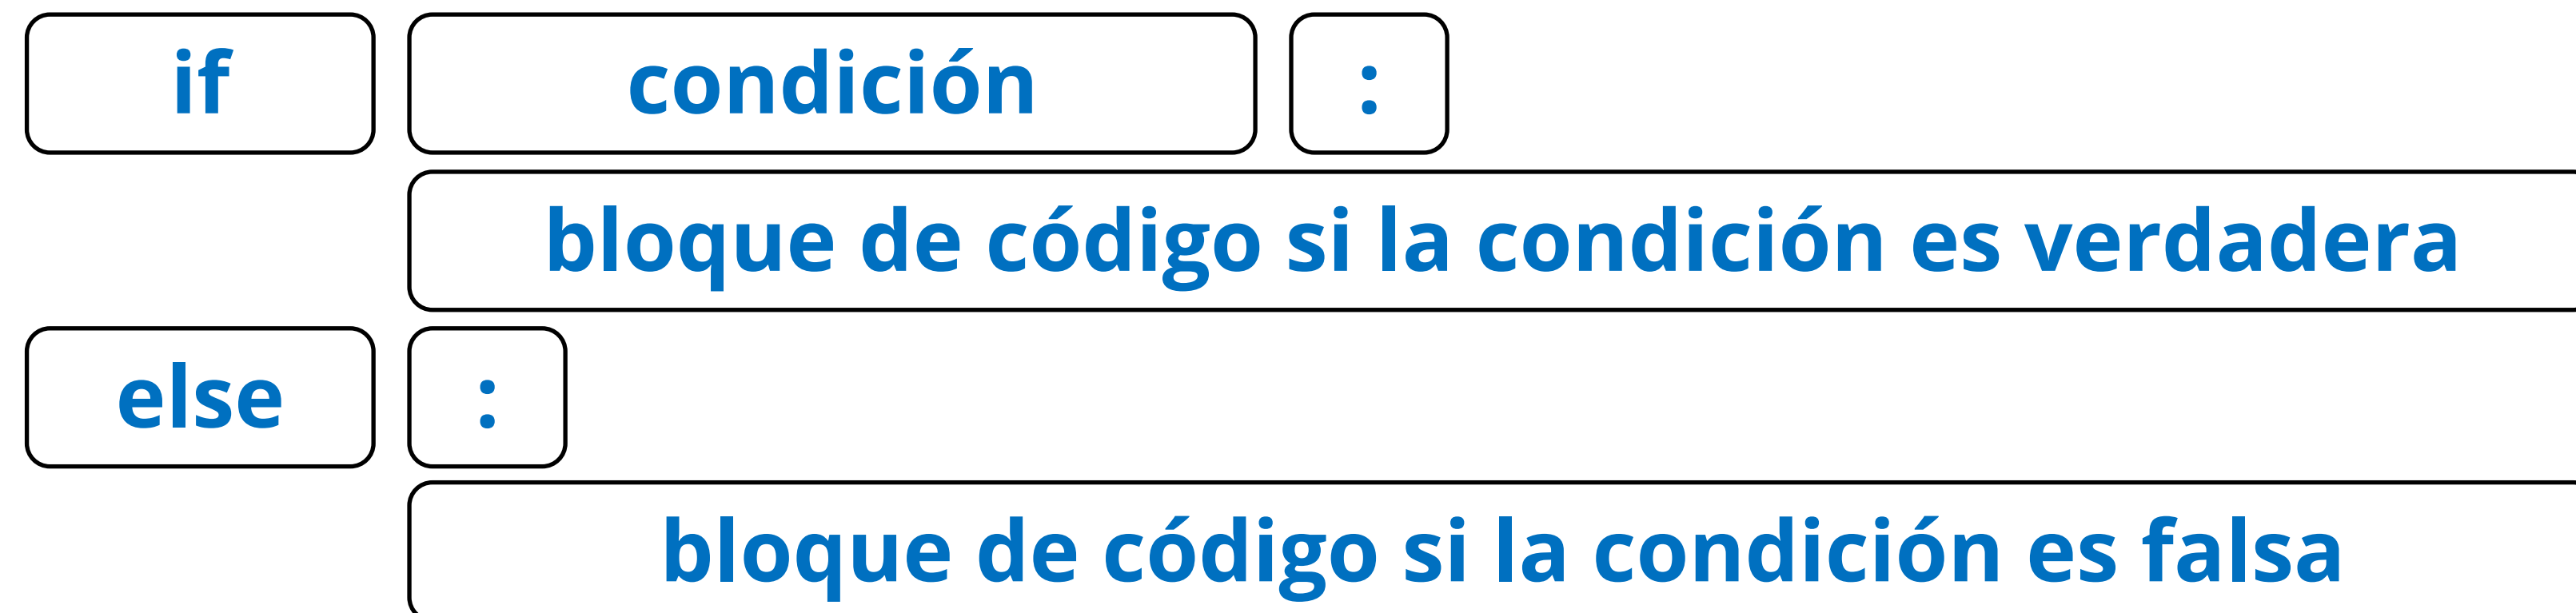 if condición :
bloque de código si la condición es verdadera
else :
bloque de código si la condición es falsa